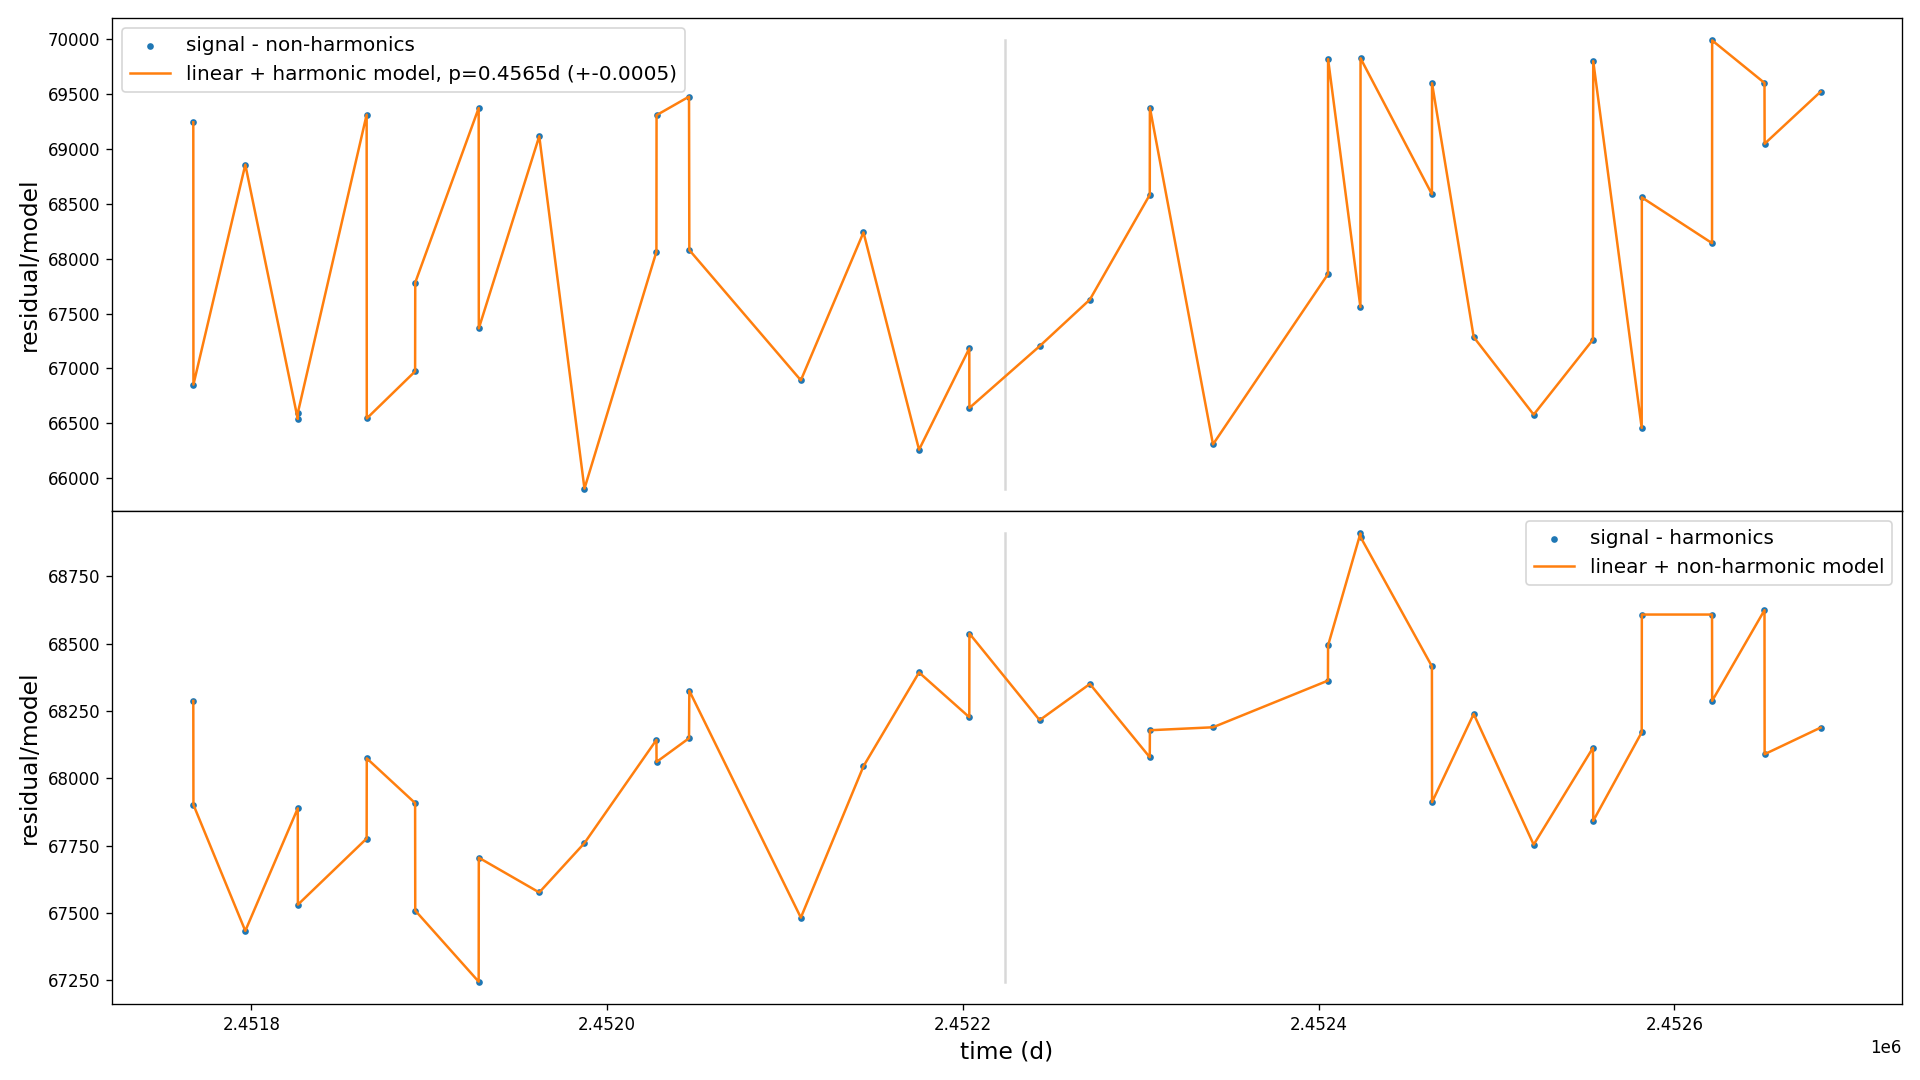 70000
69500
69000
68500
68000
67500
67000
66500
66000
residual/model
signal - non-harmonics
linear + harmonic model, p=0.4565d (+-0.0005)
68750
68500
68250
68000
67750
67500
67250
residual/model
signal - harmonics
linear + non-harmonic model
2.4518
2.4520
2.4522
2.4524
2.4526
time (d)
1e6